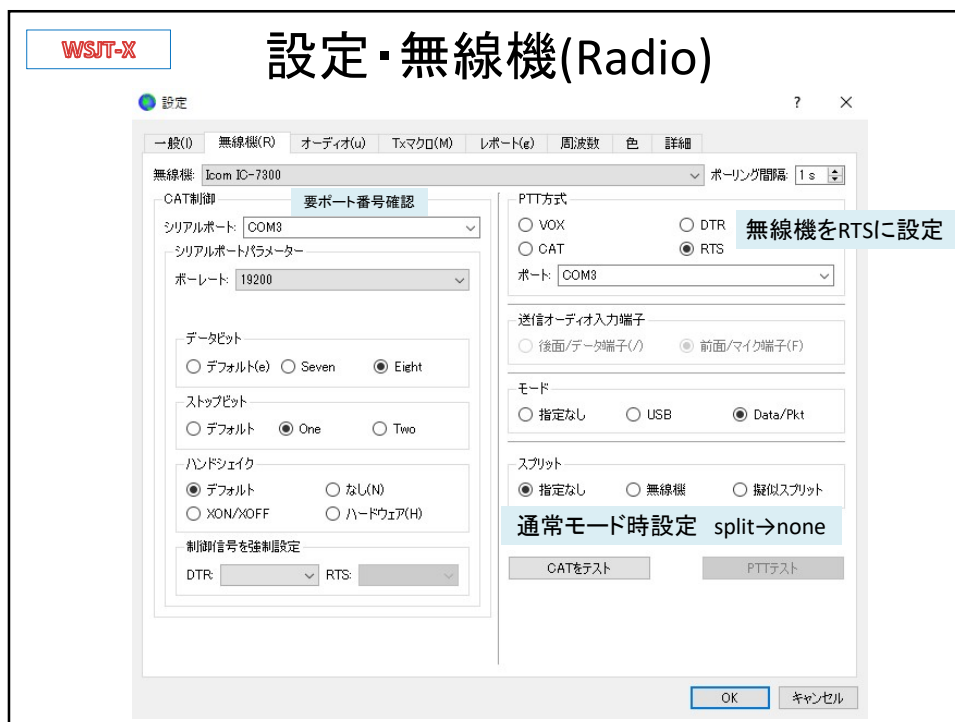 WSJT-X
設定・無線機(Radio)
設定
? ×
一般(I) 無線機(R) オーディオ(u) Txマクロ(M) レポート(e) 周波数 色 詳細
無線機: Icom IC-7300 ポーリング間隔: 1 s
CAT制御
要ポート番号確認
シリアルポート: COM3
シリアルポートパラメーター
ボーレート: 19200
データビット
デフォルト(e) Seven Eight
ストップビット
デフォルト One Two
ハンドシェイク
デフォルト なし(N)
XON/XOFF ハードウェア(H)
制御信号を強制設定
DTR: RTS:
PTT方式
VOX DTR
CAT RTS
無線機をRTSに設定
ポート: COM3
送信オーディオ入力端子
後面/データ端子(/) 前面/マイク端子(F)
モード
指定なし USB Data/Pkt
スプリット
指定なし 無線機 擬似スプリット
通常モード時設定 split→none
CATをテスト PTTテスト
OK キャンセル